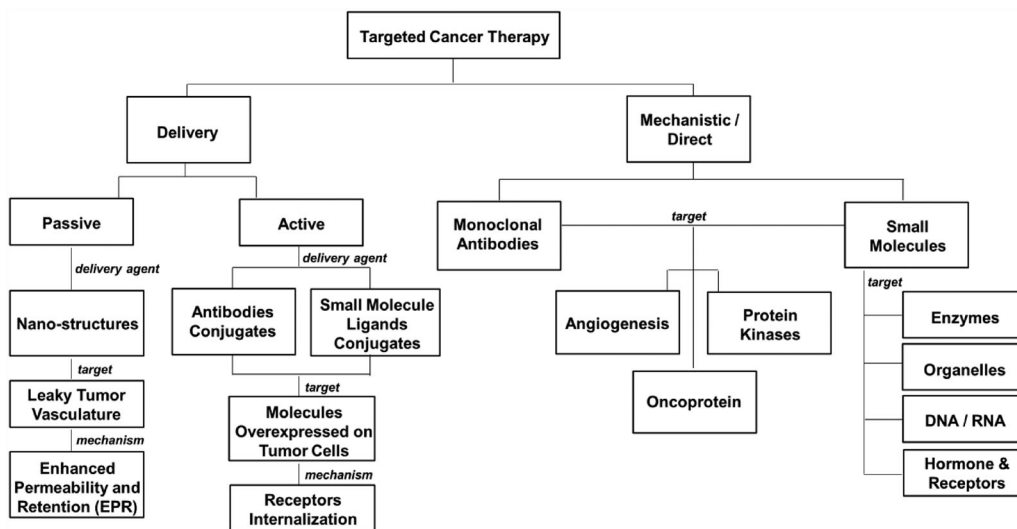 Targeted Cancer Therapy
Delivery
Mechanistic /
Direct
Passive
Active
Monoclonal
Antibodies
target
Small
Molecules
delivery agent
delivery agent
target
Nano-structures
Antibodies
Conjugates
Small Molecule
Ligands
Conjugates
Angiogenesis
Protein
Kinases
Enzymes
target
target
Organelles
Leaky Tumor
Vasculature
Molecules
Overexpressed on
Tumor Cells
Oncoprotein
DNA / RNA
mechanism
mechanism
Enhanced
Permeability and
Retention (EPR)
Receptors
Internalization
Hormone &
Receptors